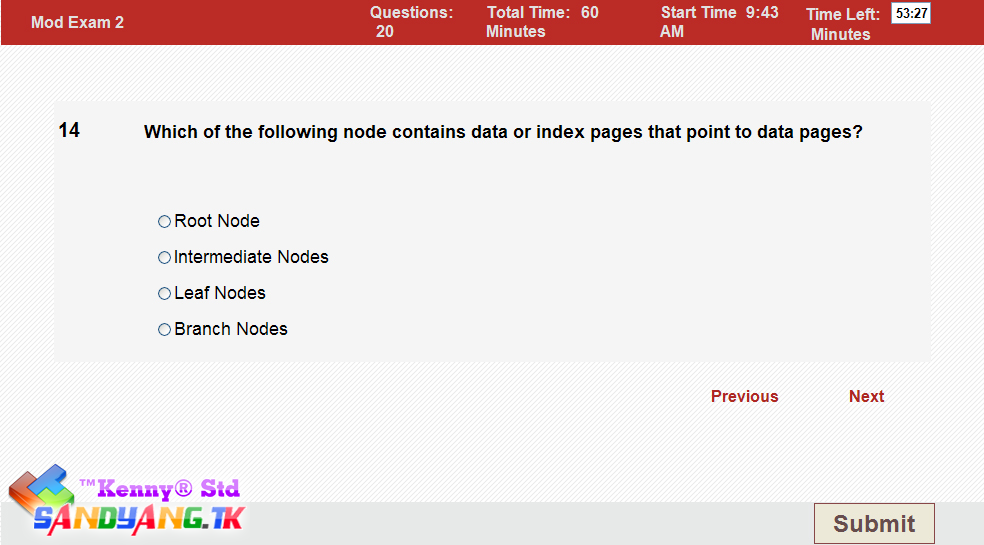 Mod Exam 2
Questions:
20
Total Time: 60
Minutes
Start Time 9:43
AM
Time Left: 53:27
Minutes
14 Which of the following node contains data or index pages that point to data pages?
Root Node
Intermediate Nodes
Leaf Nodes
Branch Nodes
Previous Next
™Kenny® Std
SANDYANG.TK
Submit